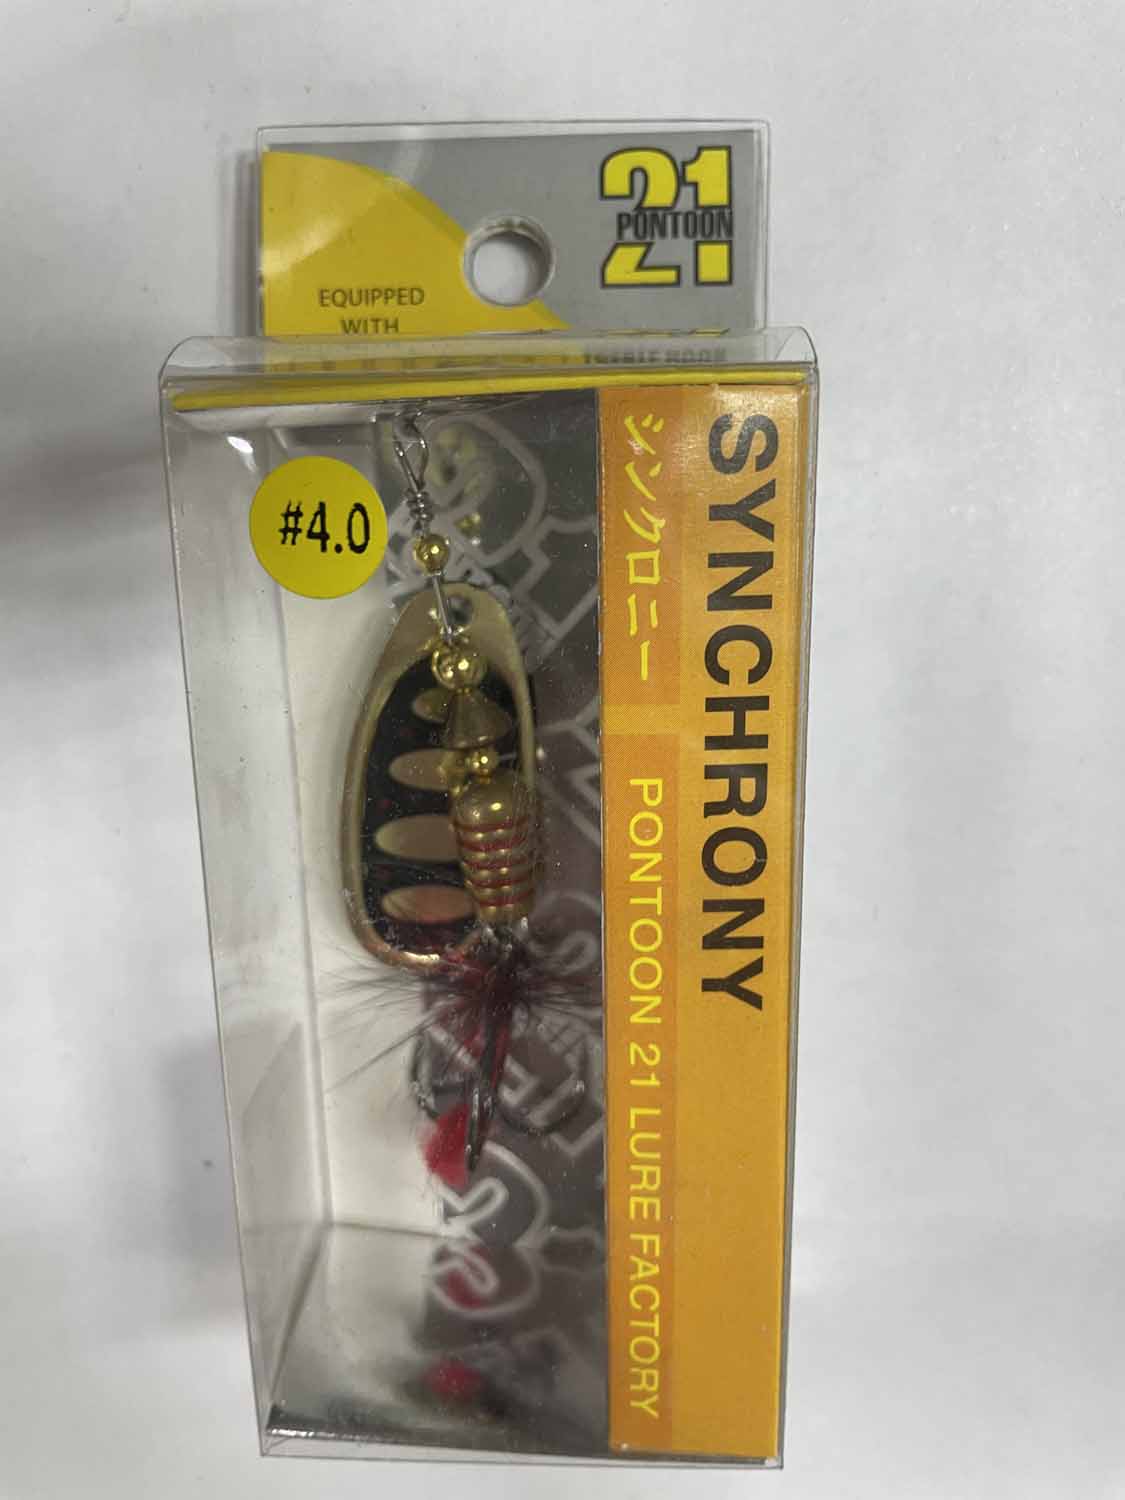 21
PONTOON
EQUIPPED
WITH
#4.0
SYNCHRONY
シンクロニー
PONTOON 21 LURE FACTORY